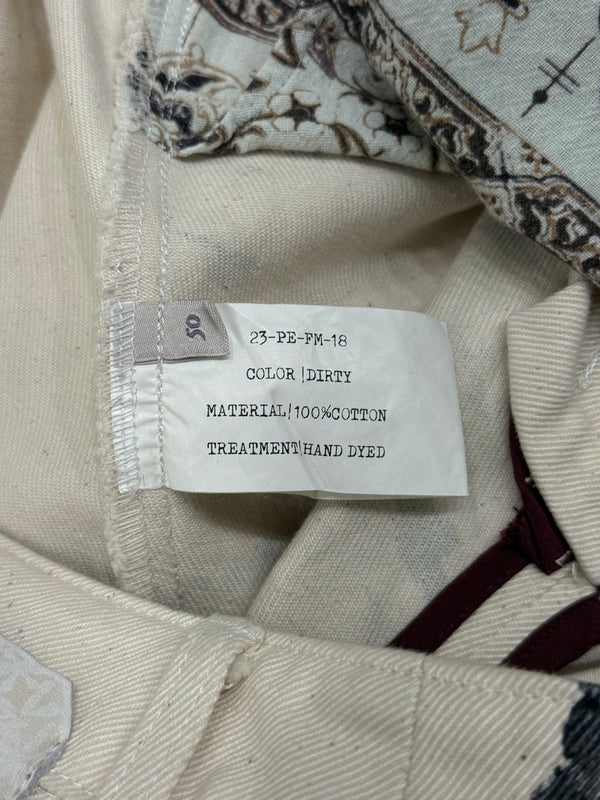 50
23-PE-FM-18
COLOR|DIRTY
MATERIAL|100%COTTON
TREATMENT|HAND DYED